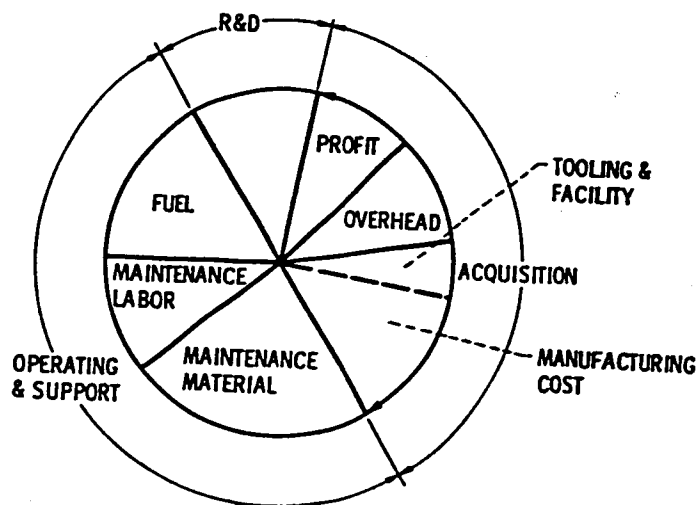 R&D
PROFIT
TOOLING &
FACILITY
FUEL
OVERHEAD
MAINTENANCE
LABOR
ACQUISITION
OPERATING
& SUPPORT
MAINTENANCE
MATERIAL
MANUFACTURING
COST